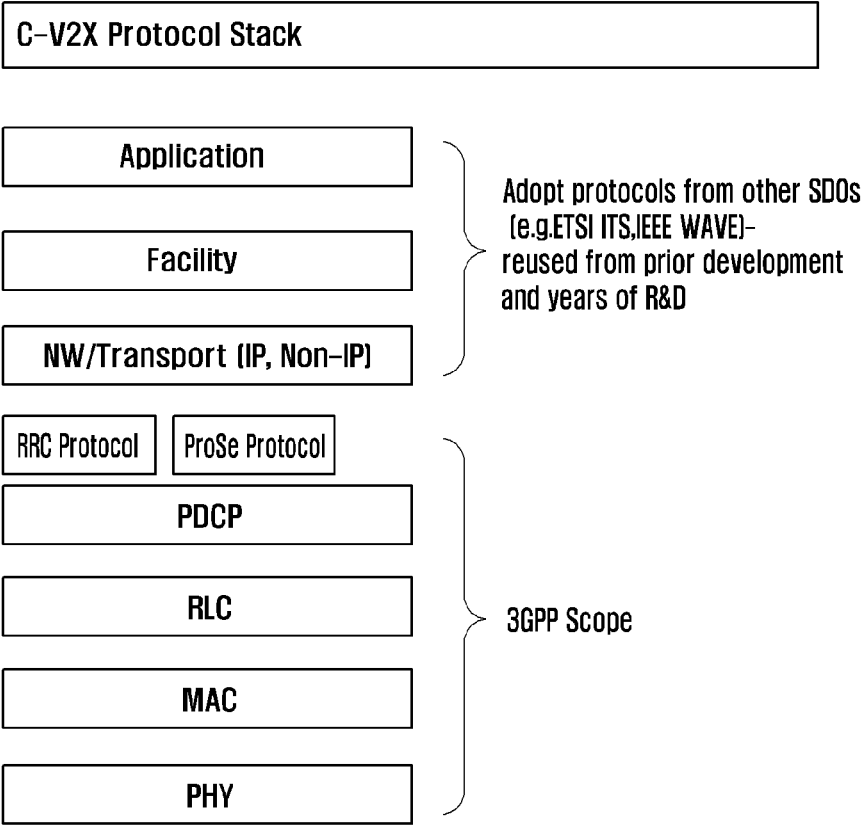 C-V2X Protocol Stack
Application
Facility
NW/Transport (IP, Non-IP)
Adopt protocols from other SDOs
(e.g.ETSI ITS,IEEE WAVE)-
reused from prior development
and years of R&D
RRC Protocol
ProSe Protocol
PDCP
RLC
MAC
PHY
3GPP Scope